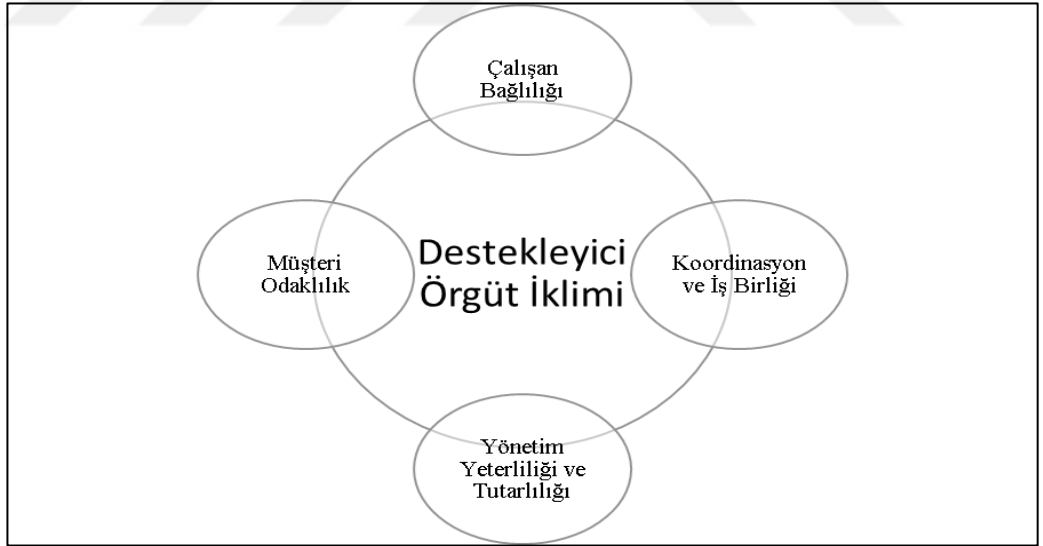 Çalışan
Bağlılığı
Müşteri
Odaklılık
Destekleyici
Örgüt İklimi
Koordinasyon
ve İş Birliği
Yönetim
Yeterliliği ve
Tutarlılığı